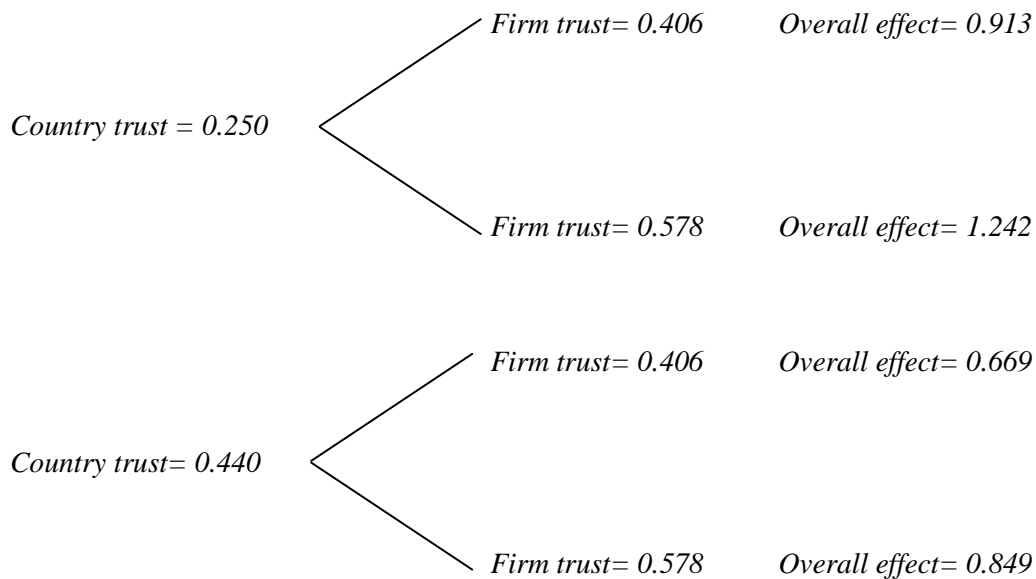 Firm trust= 0.406 Overall effect= 0.913
Country trust = 0.250
Firm trust= 0.578 Overall effect= 1.242
Firm trust= 0.406 Overall effect= 0.669
Country trust= 0.440
Firm trust= 0.578 Overall effect= 0.849